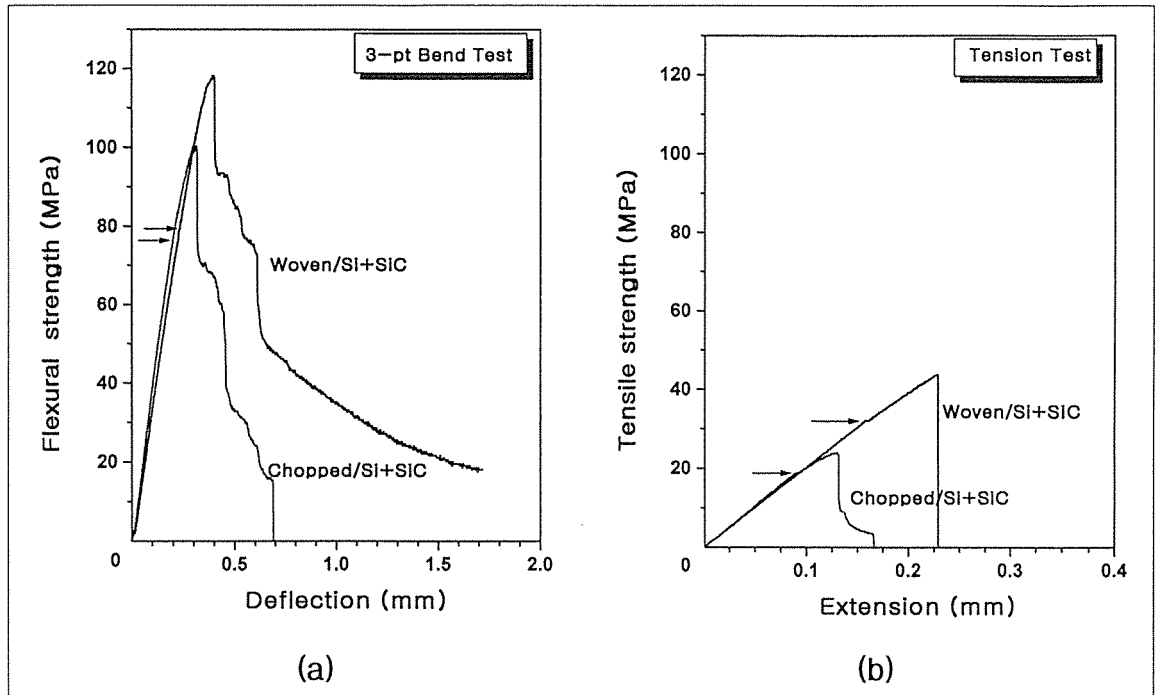 3-pt Bend Test
120
100
80
60
40
20
0
0.5
1.0
1.5
2.0
Flexural strength (MPa)
Deflection (mm)
Woven/Si+SiC
Chopped/Si+SiC
(a)
Tension Test
120
100
80
60
40
20
0
0.1
0.2
0.3
0.4
Tensile strength (MPa)
Extension (mm)
Woven/Si+SiC
Chopped/Si+SiC
(b)